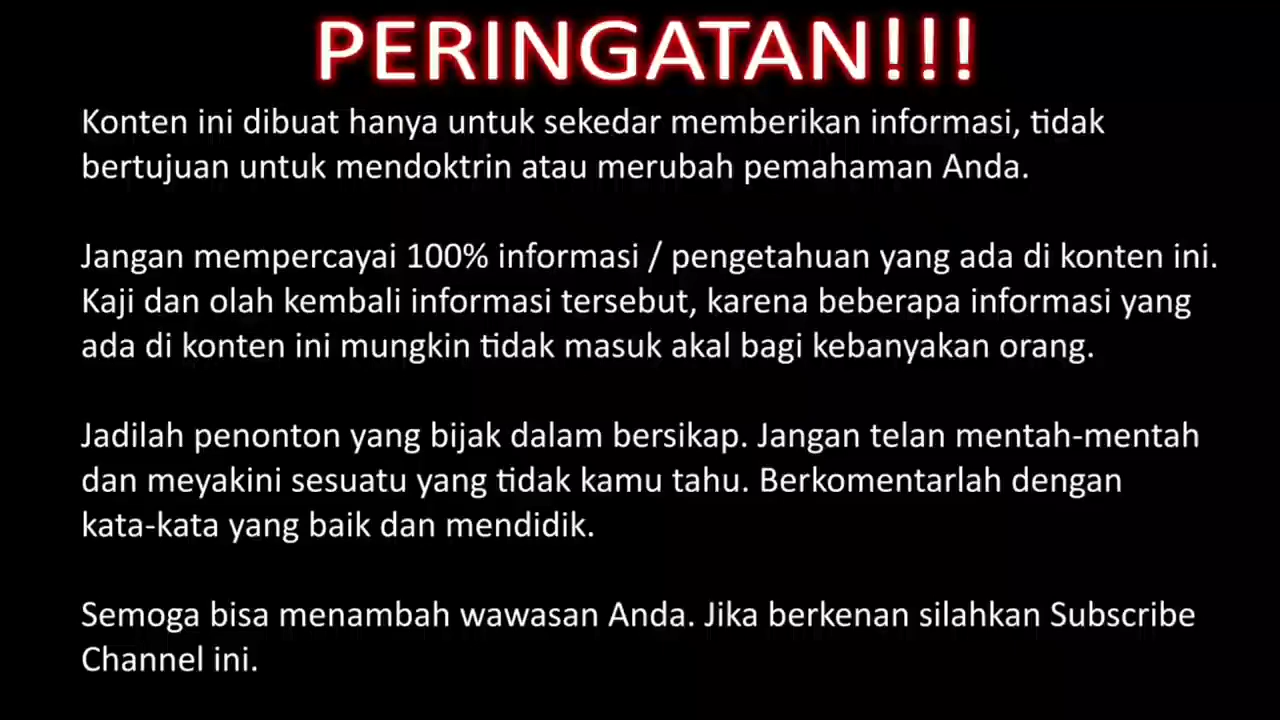 PERINGATAN!!!
Konten ini dibuat hanya untuk sekedar memberikan informasi, tidak
bertujuan untuk mendoktrin atau merubah pemahaman Anda.
Jangan mempercayai 100% informasi / pengetahuan yang ada di konten ini.
Kaji dan olah kembali informasi tersebut, karena beberapa informasi yang
ada di konten ini mungkin tidak masuk akal bagi kebanyakan orang.
Jadilah penonton yang bijak dalam bersikap. Jangan telan mentah-mentah
dan meyakini sesuatu yang tidak kamu tahu. Berkomentarlah dengan
kata-kata yang baik dan mendidik.
Semoga bisa menambah wawasan Anda. Jika berkenan silahkan Subscribe
Channel ini.